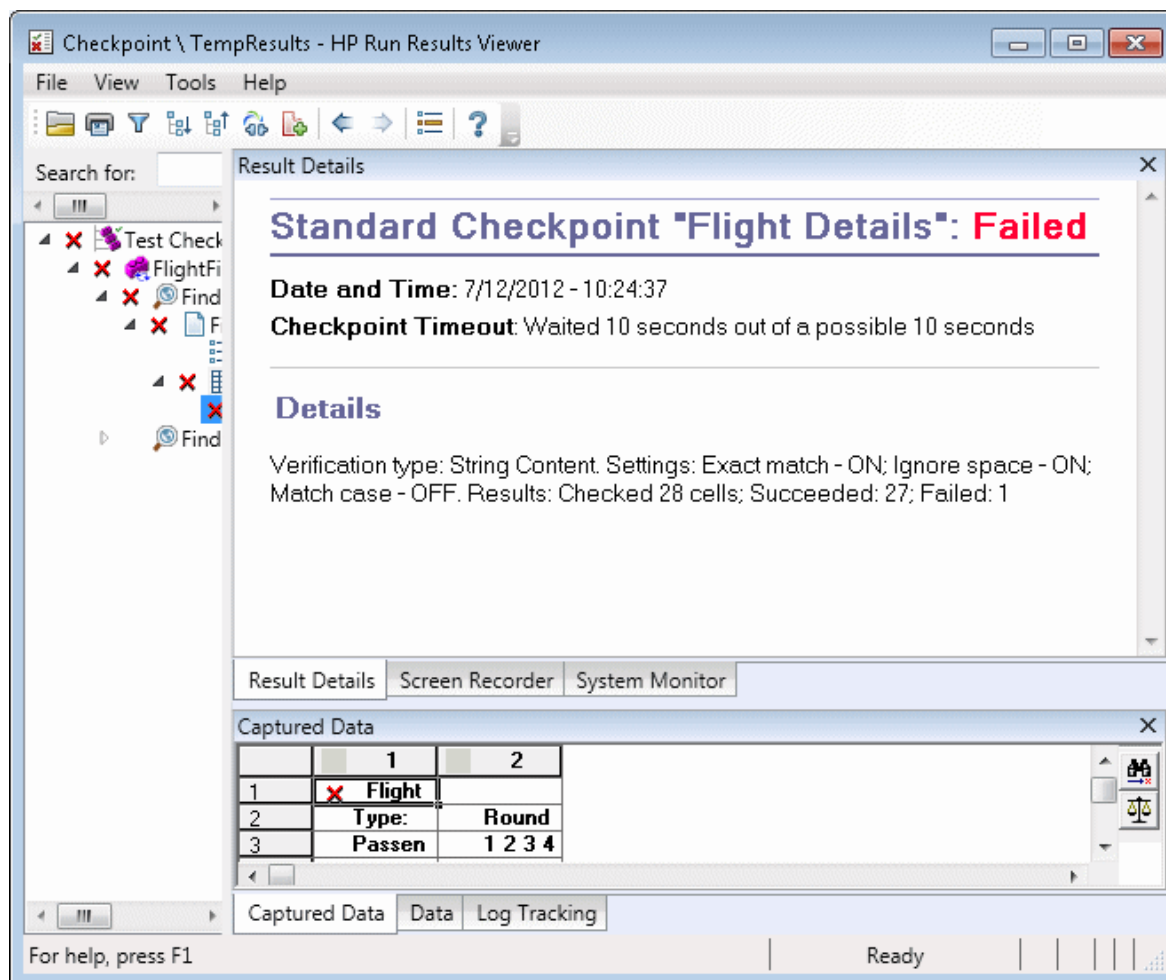 Checkpoint \ TempResults - HP Run Results Viewer
File View Tools Help
Search for:
Test Check
FlightFi
Find
Fi
Find
Result Details
Standard Checkpoint "Flight Details": Failed
Date and Time: 7/12/2012 - 10:24:37
Checkpoint Timeout: Waited 10 seconds out of a possible 10 seconds
Details
Verification type: String Content. Settings: Exact match - ON; Ignore space - ON;
Match case - OFF. Results: Checked 28 cells; Succeeded: 27; Failed: 1
Result Details Screen Recorder System Monitor
Captured Data
1 2
1 Flight
2 Type: Round
3 Passen 1 2 3 4
Captured Data Data Log Tracking
For help, press F1 Ready